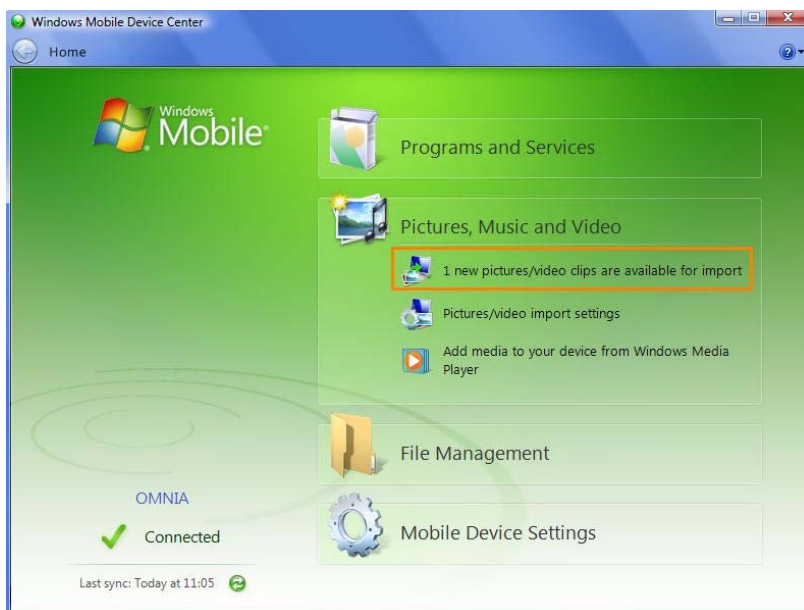 Windows Mobile Device Center
Home
Windows
Mobile
Programs and Services
Pictures, Music and Video
1 new pictures/video clips are available for import
Pictures/video import settings
Add media to your device from Windows Media
Player
File Management
OMNIA
Connected
Mobile Device Settings
Last sync: Today at 11:05